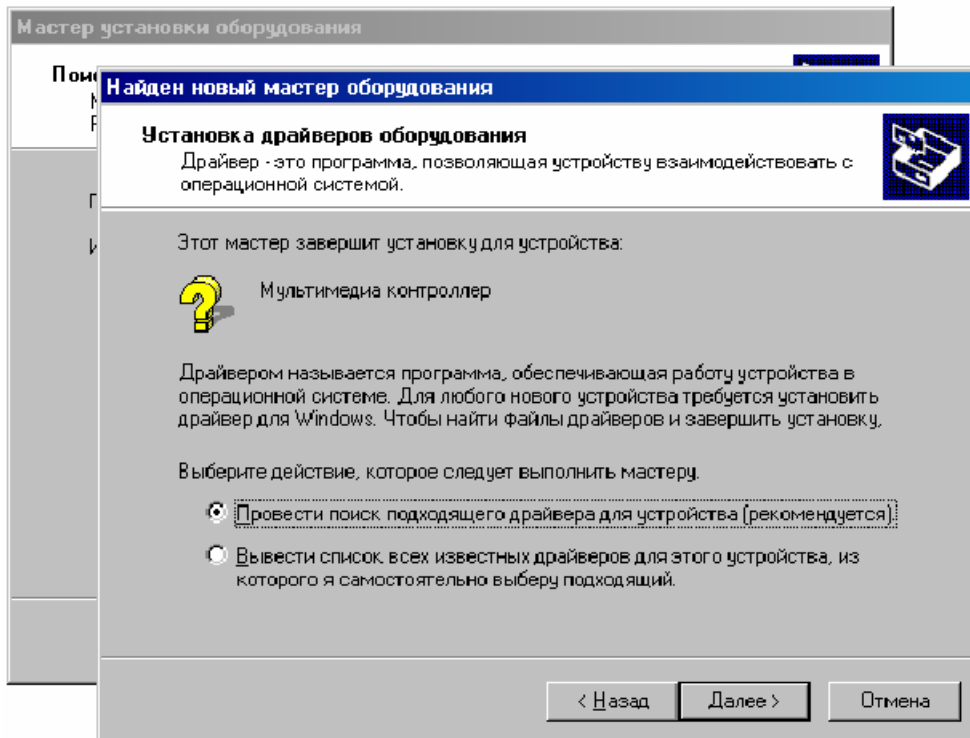 Мастер установки оборудования
Найден новый мастер оборудования
Установка драйверов оборудования
Драйвер - это программа, позволяющая устройству взаимодействовать с
операционной системой.
Этот мастер завершит установку для устройства:
Мультимедиа контроллер
Драйвером называется программа, обеспечивающая работу устройства в
операционной системе. Для любого нового устройства требуется установить
драйвер для Windows. Чтобы найти файлы драйверов и завершить установку,
Выберите действие, которое следует выполнить мастеру.
Провести поиск подходящего драйвера для устройства (рекомендуется).
Вывести список всех известных драйверов для этого устройства, из
которого я самостоятельно выберу подходящий.
< Назад Далее > Отмена